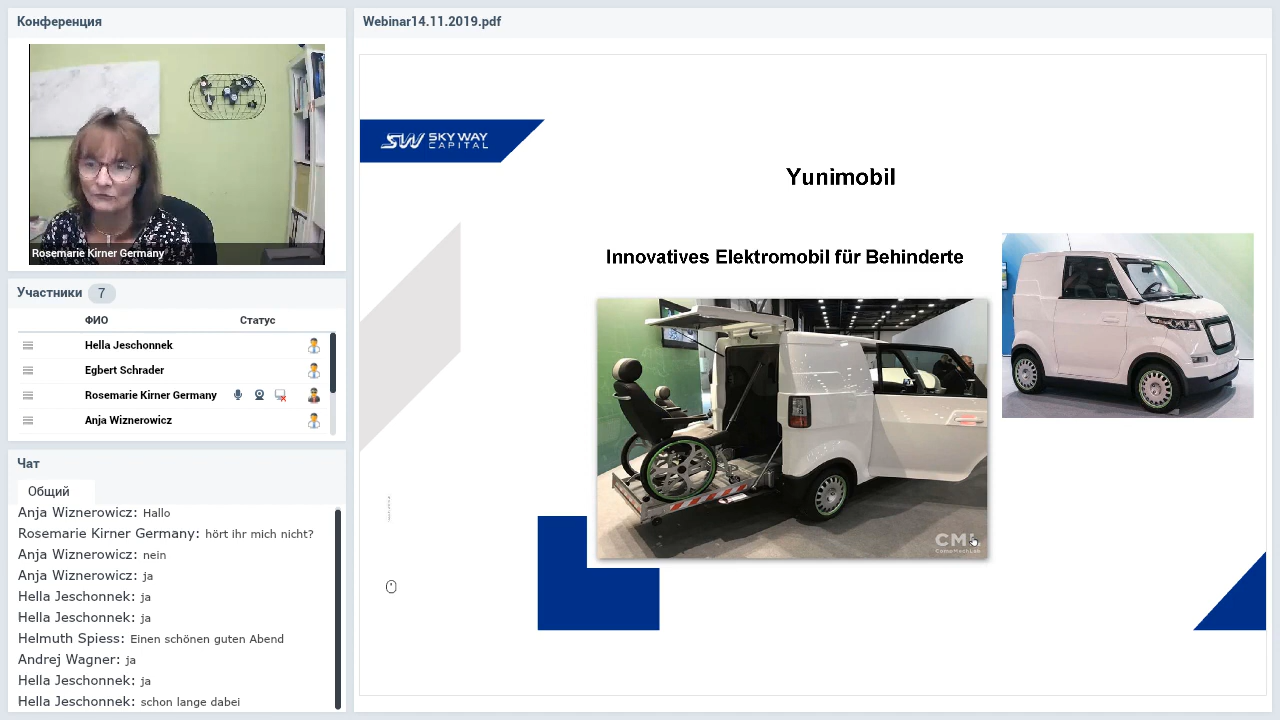 Конференция
Rosemarie Kirner Germany
Участники 7
ФИО Статус
Hella Jeschonnek
Egbert Schrader
Rosemarie Kirner Germany
Anja Wiznerowicz
Чат
Общий
Anja Wiznerowicz: Hallo
Rosemarie Kirner Germany: hört ihr mich nicht?
Anja Wiznerowicz: nein
Anja Wiznerowicz: ja
Hella Jeschonnek: ja
Hella Jeschonnek: ja
Helmuth Spiess: Einen schönen guten Abend
Andrej Wagner: ja
Hella Jeschonnek: ja
Hella Jeschonnek: schon lange dabei
Webinar14.11.2019.pdf
SW SKY WAY
CAPITAL
Yunimobil
Innovatives Elektromobil für Behinderte